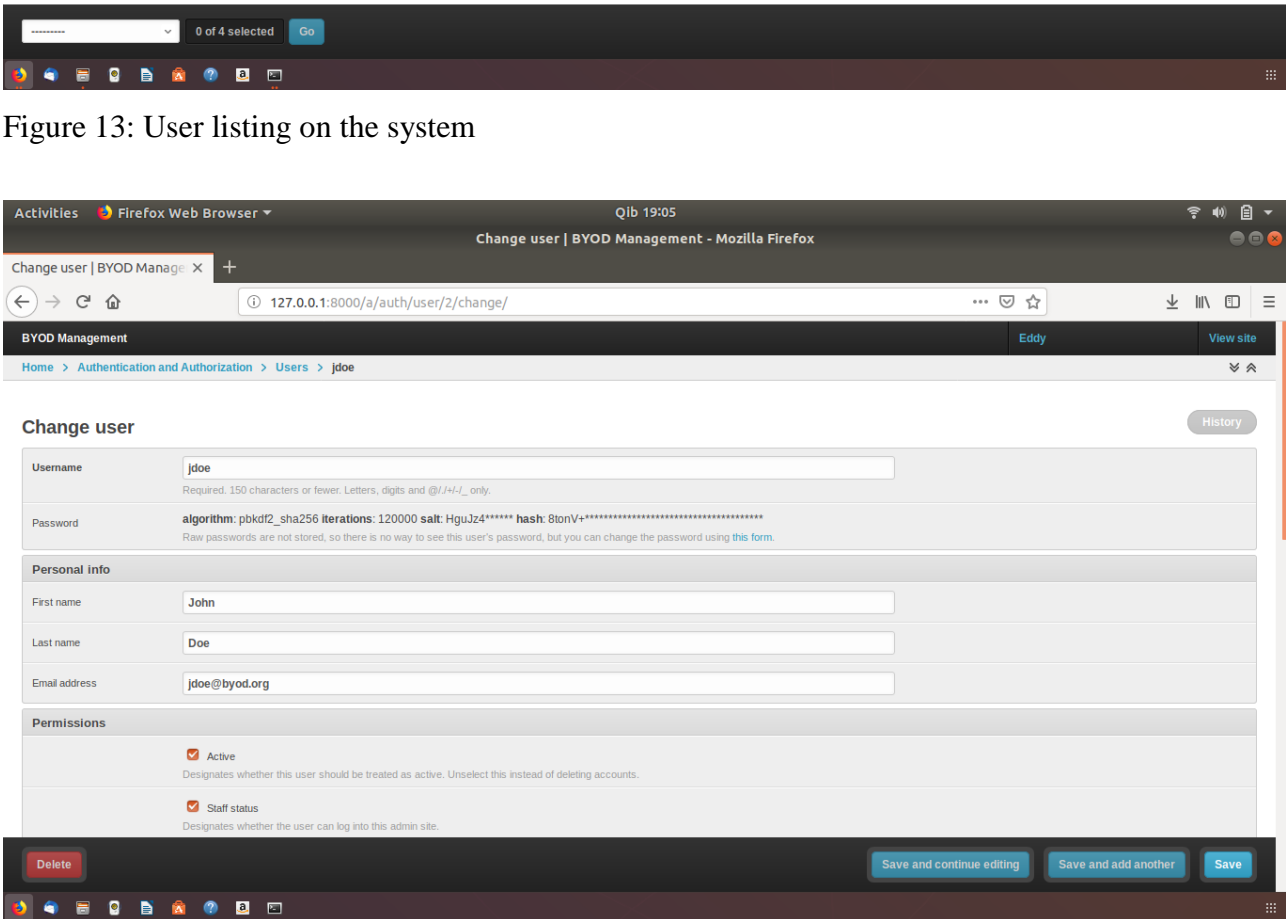 ---------
0 of 4 selected Go
Figure 13: User listing on the system
Activities Firefox Web Browser Qib 19:05
Change user | BYOD Management - Mozilla Firefox
Change user | BYOD Manage
127.0.0.1:8000/a/auth/user/2/change/
BYOD Management Eddy View site
Home > Authentication and Authorization > Users > jdoe
Change user History
Username jdoe
Required. 150 characters or fewer. Letters, digits and @/./+/-/_ only.
Password algorithm: pbkdf2_sha256 iterations: 120000 salt: HguJz4****** hash: 8tonV+**************************************
Raw passwords are not stored, so there is no way to see this user's password, but you can change the password using this form.
Personal info
First name John
Last name Doe
Email address jdoe@byod.org
Permissions
Active
Designates whether this user should be treated as active. Unselect this instead of deleting accounts.
Staff status
Designates whether the user can log into this admin site.
Delete Save and continue editing Save and add another Save